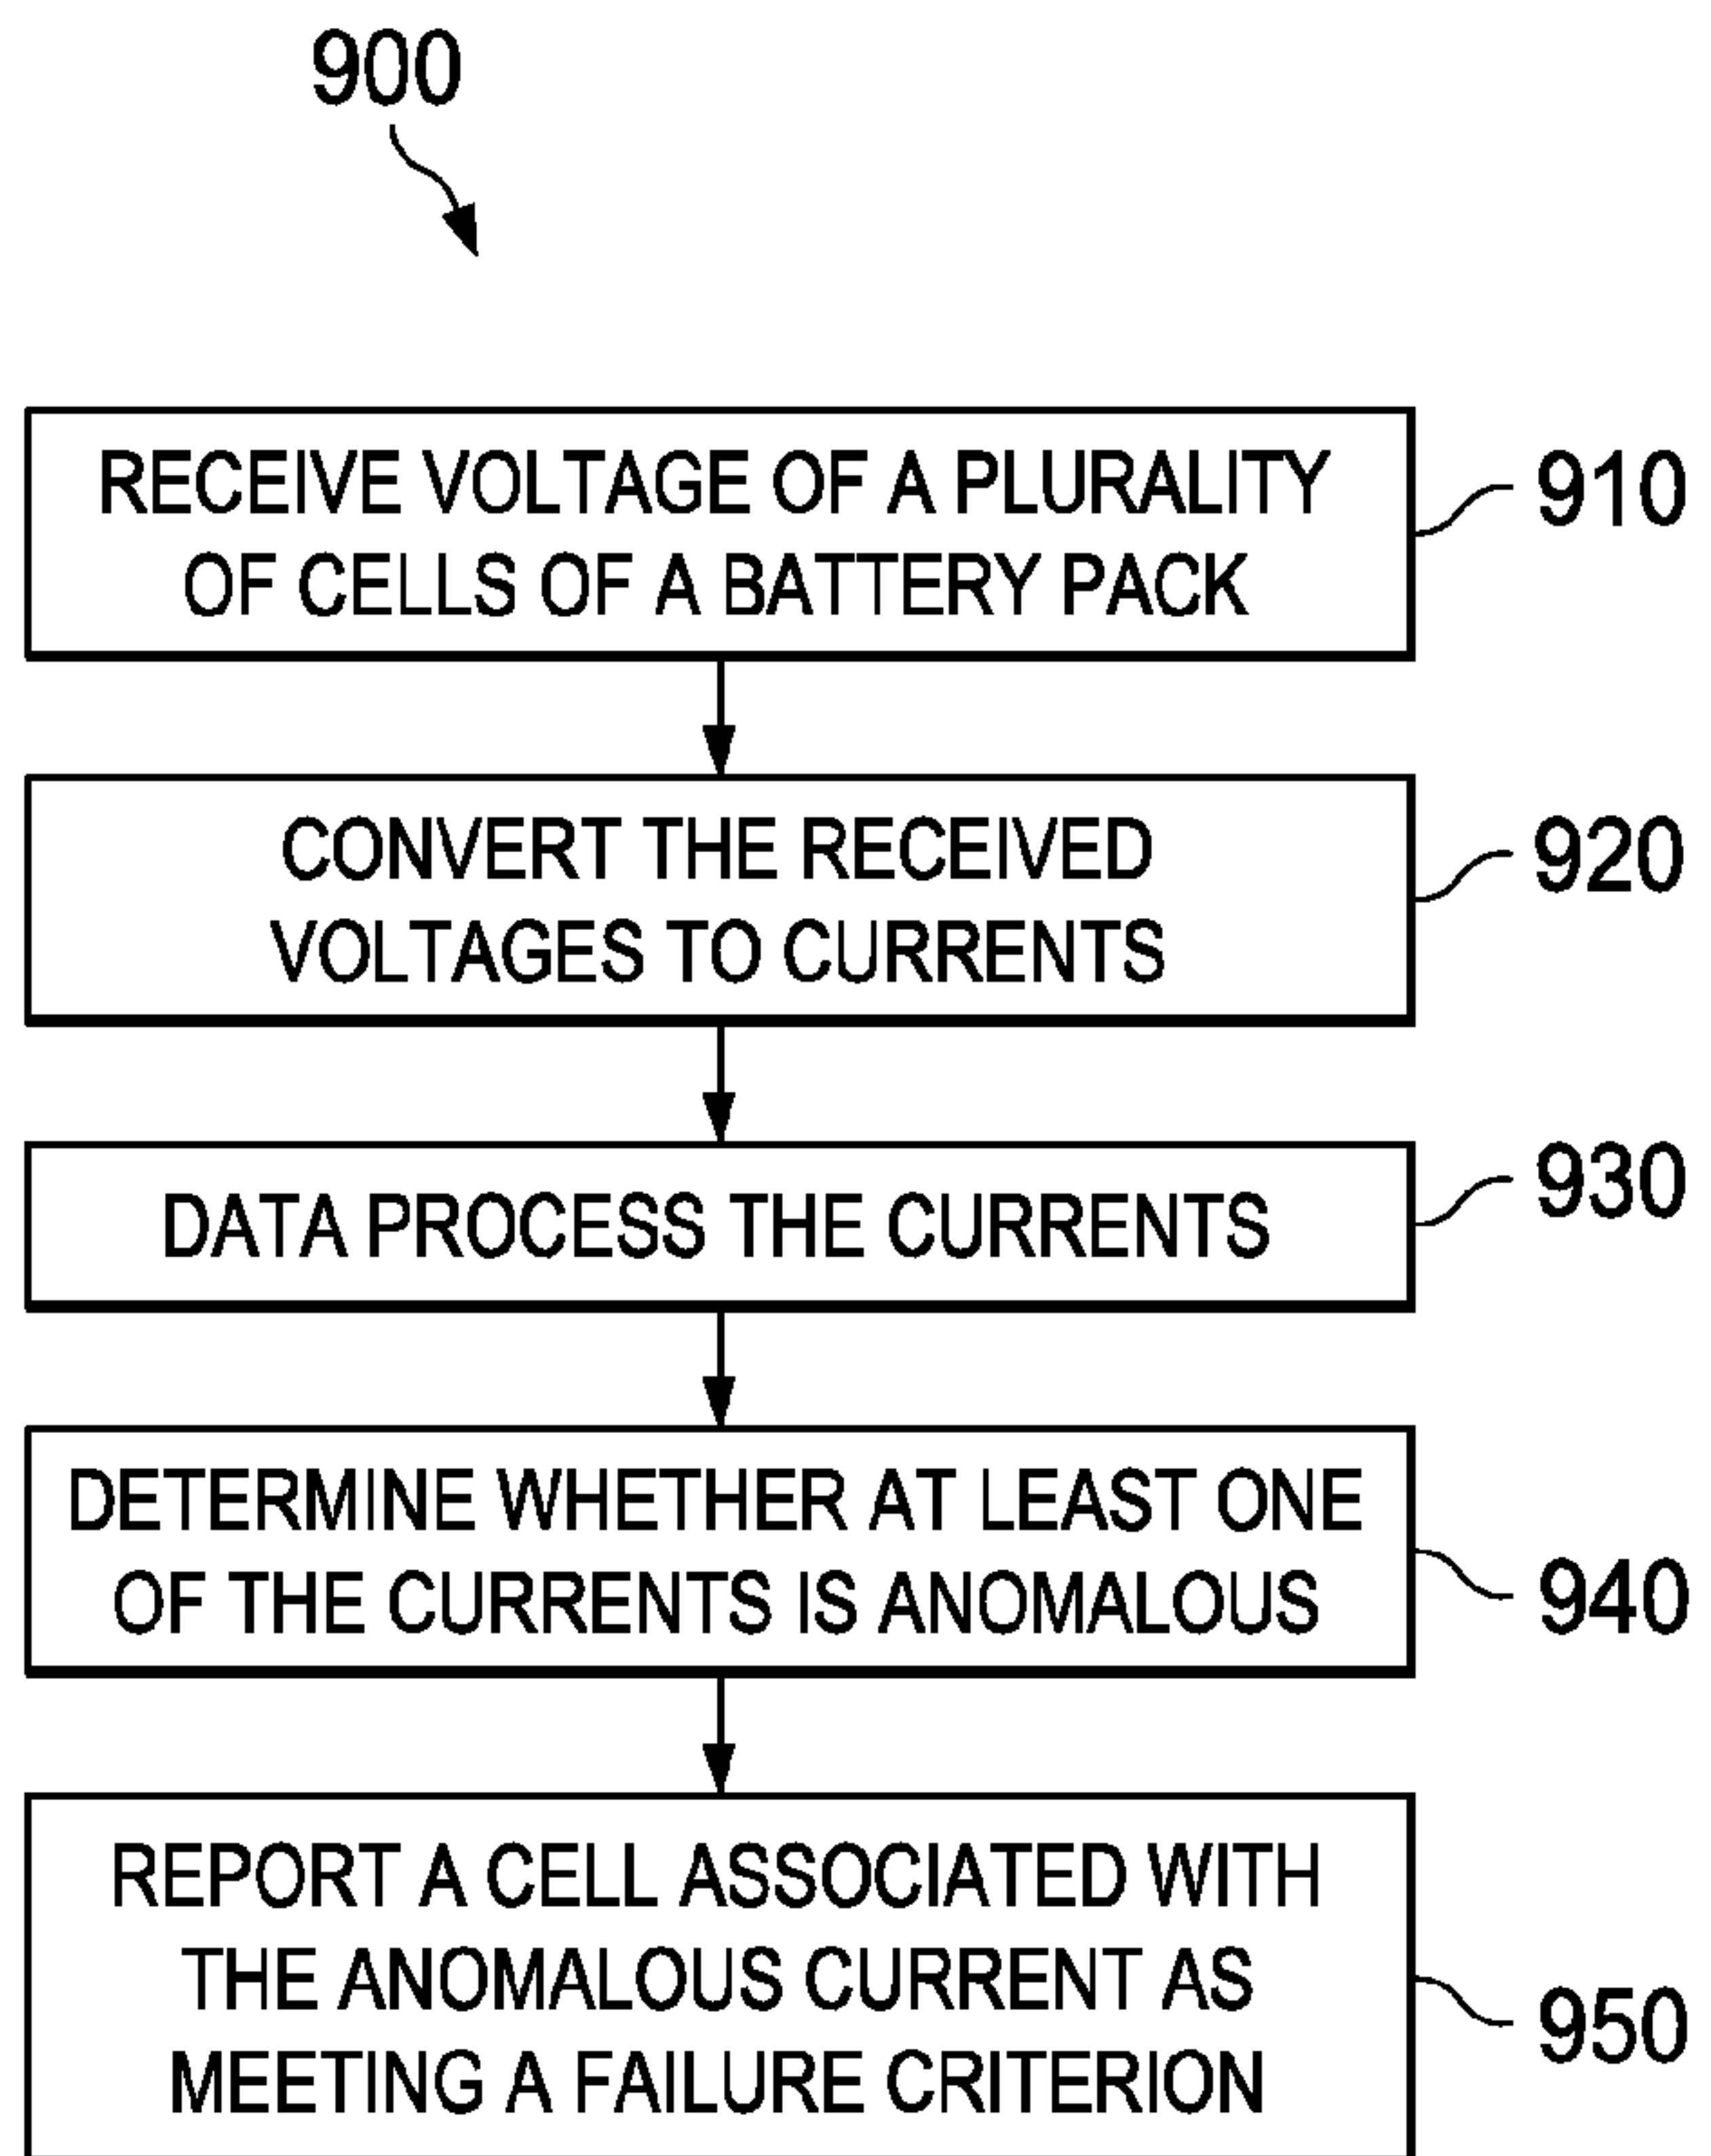 900
RECEIVE VOLTAGE OF A PLURALITY
OF CELLS OF A BATTERY PACK
910
CONVERT THE RECEIVED
VOLTAGES TO CURRENTS
920
DATA PROCESS THE CURRENTS
930
DETERMINE WHETHER AT LEAST ONE
OF THE CURRENTS IS ANOMALOUS
940
REPORT A CELL ASSOCIATED WITH
THE ANOMALOUS CURRENT AS
MEETING A FAILURE CRITERION
950